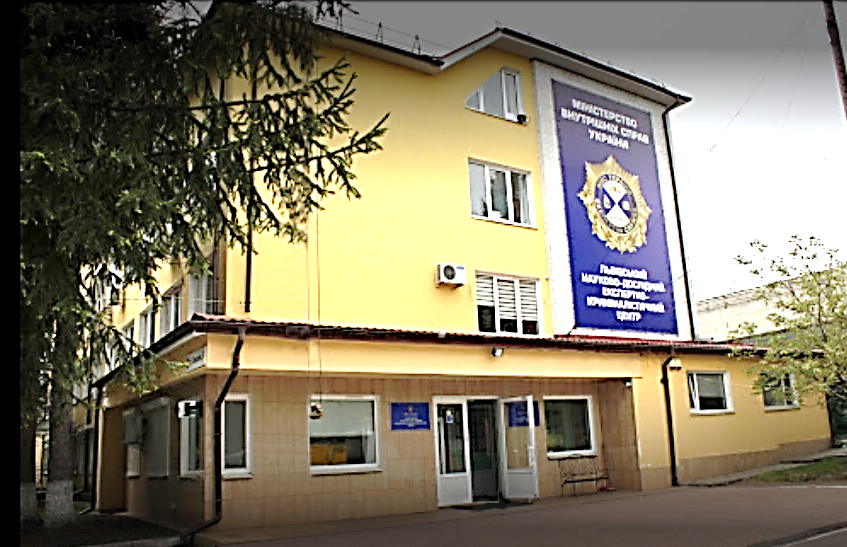 МІНІСТЕРСТВО
ВНУТРІШНІХ СПРАВ
УКРАЇНИ
ЛЬВІВСЬКИЙ
НАУКОВО-ДОСЛІДНИЙ
ЕКСПЕРТНО-
КРИМІНАЛІСТИЧНИЙ
ЦЕНТР